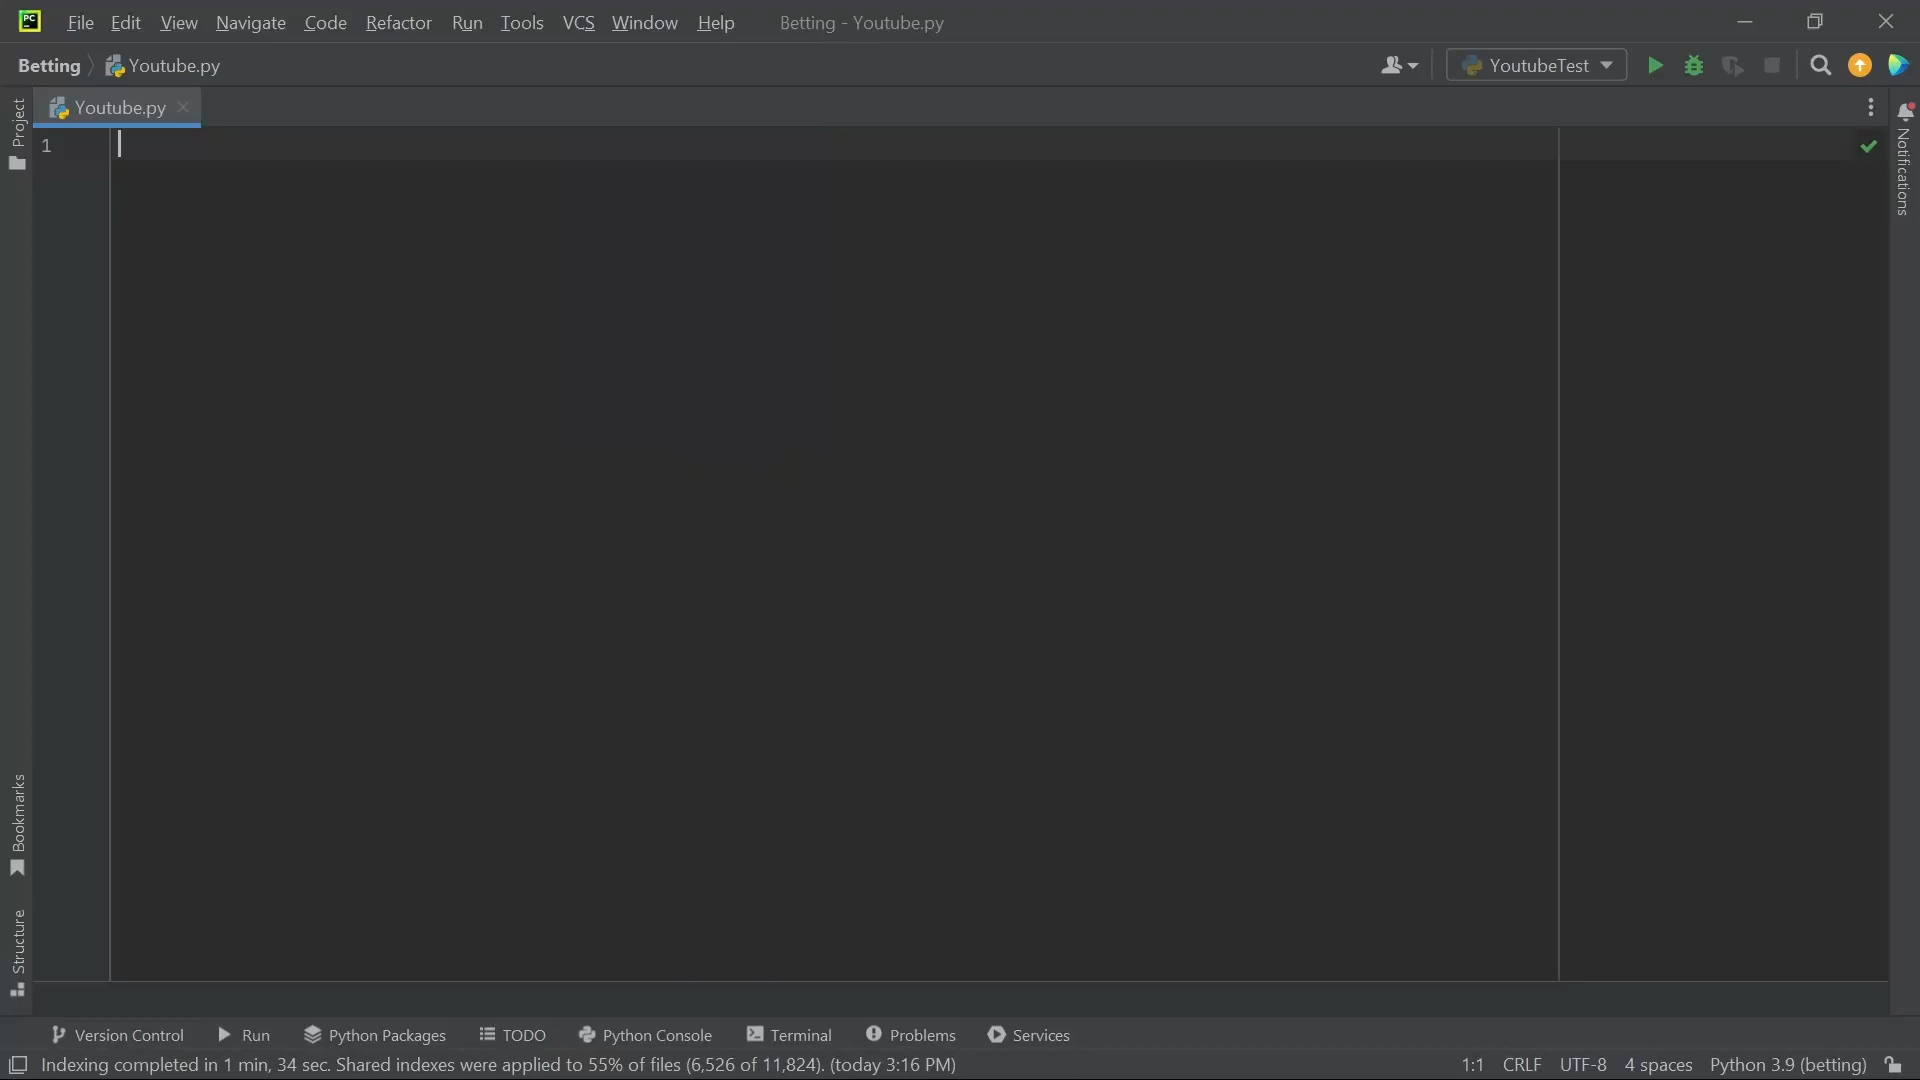 PC File Edit View Navigate Code Refactor Run Tools VCS Window Help Betting - Youtube.py
Betting Youtube.py YoutubeTest
Project Youtube.py
1
Notifications
Bookmarks
Structure
Version Control Run Python Packages TODO Python Console Terminal Problems Services
Indexing completed in 1 min, 34 sec. Shared indexes were applied to 55% of files (6,526 of 11,824). (today 3:16 PM) 1:1 CRLF UTF-8 4 spaces Python 3.9 (betting)